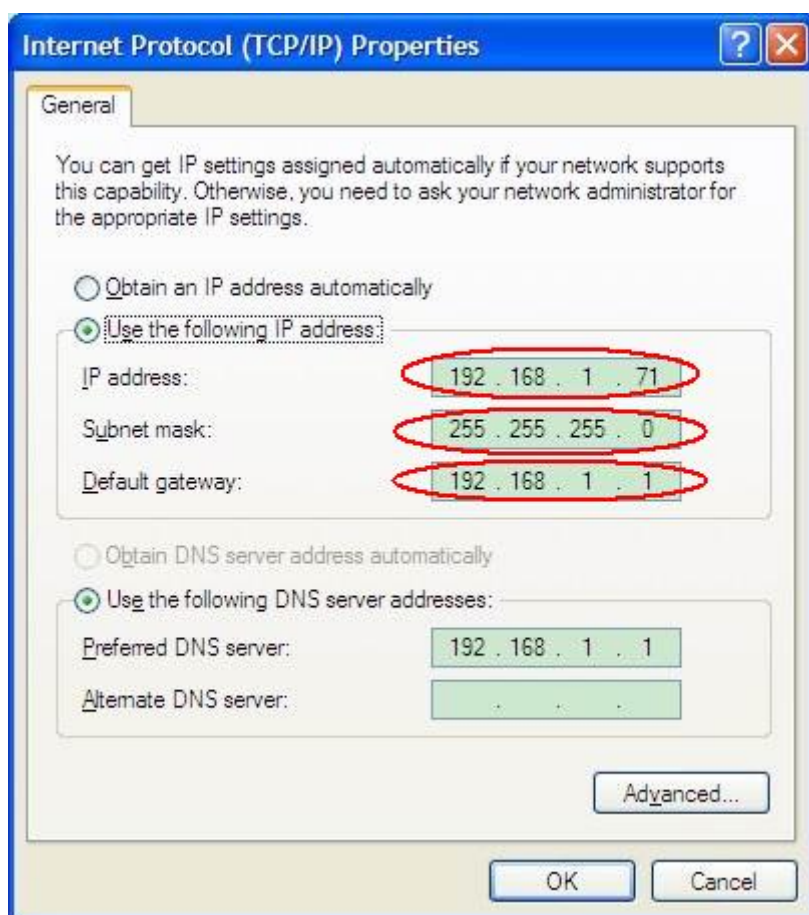 Internet Protocol (TCP/IP) Properties
General
You can get IP settings assigned automatically if your network supports
this capability. Otherwise, you need to ask your network administrator for
the appropriate IP settings.
Obtain an IP address automatically
Use the following IP address:
IP address: 192 . 168 . 1 . 71
Subnet mask: 255 . 255 . 255 . 0
Default gateway: 192 . 168 . 1 . 1
Obtain DNS server address automatically
Use the following DNS server addresses:
Preferred DNS server: 192 . 168 . 1 . 1
Alternate DNS server: . . .
Advanced...
OK Cancel